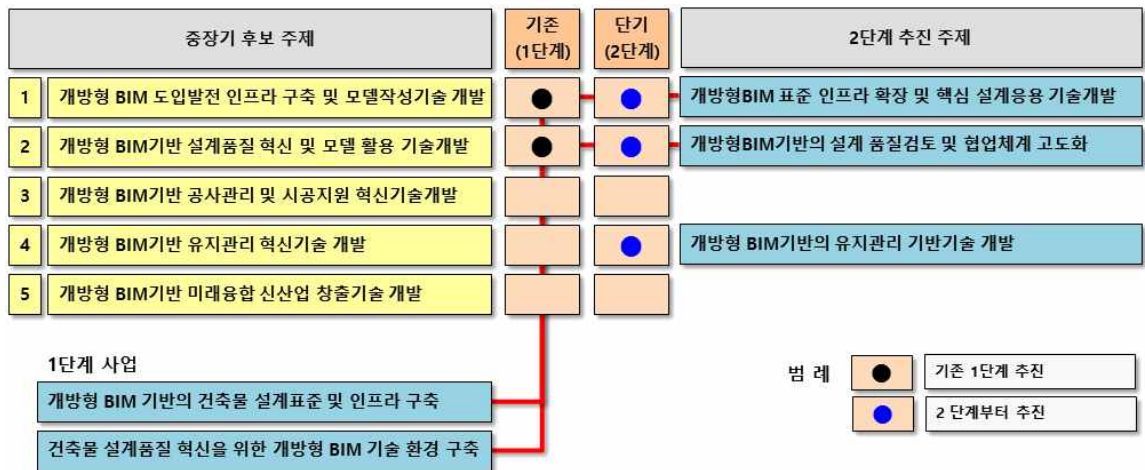 중장기 후보 주제
기존
(1단계)
단기
(2단계)
2단계 추진 주제
1 개방형 BIM 도입발전 인프라 구축 및 모델작성기술 개발
개방형BIM 표준 인프라 확장 및 핵심 설계응용 기술개발
2 개방형 BIM기반 설계품질 혁신 및 모델 활용 기술개발
개방형BIM기반의 설계 품질검토 및 협업체계 고도화
3 개방형 BIM기반 공사관리 및 시공지원 혁신기술개발
4 개방형 BIM기반 유지관리 혁신기술 개발
개방형 BIM기반의 유지관리 기반기술 개발
5 개방형 BIM기반 미래융합 신산업 창출기술 개발
1단계 사업
개방형 BIM 기반의 건축물 설계표준 및 인프라 구축
건축물 설계품질 혁신을 위한 개방형 BIM 기술 환경 구축
범 례
기존 1단계 추진
2 단계부터 추진